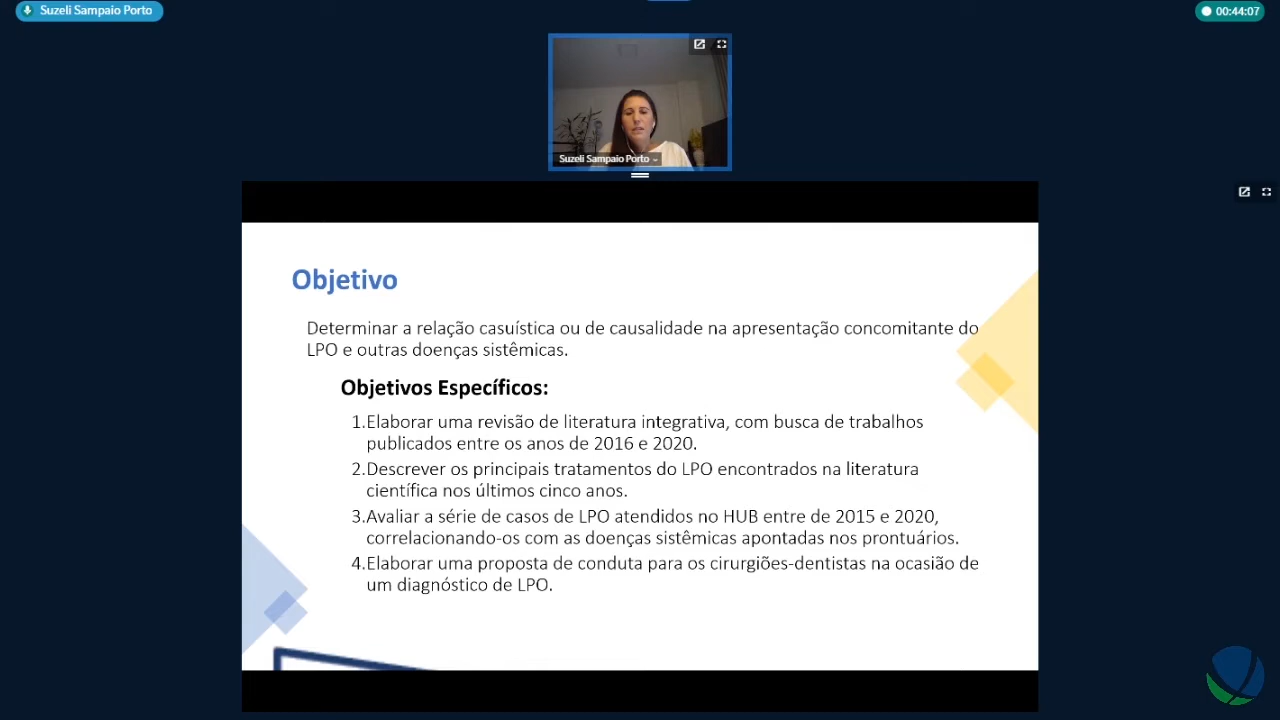 Suzeli Sampaio Porto
00:44:07
Suzeli Sampaio Porto
Objetivo
Determinar a relação casuística ou de causalidade na apresentação concomitante do
LPO e outras doenças sistêmicas.
Objetivos Específicos:
1.Elaborar uma revisão de literatura integrativa, com busca de trabalhos
publicados entre os anos de 2016 e 2020.
2.Descrever os principais tratamentos do LPO encontrados na literatura
científica nos últimos cinco anos.
3.Avaliar a série de casos de LPO atendidos no HUB entre de 2015 e 2020,
correlacionando-os com as doenças sistêmicas apontadas nos prontuários.
4.Elaborar uma proposta de conduta para os cirurgiões-dentistas na ocasião de
um diagnóstico de LPO.